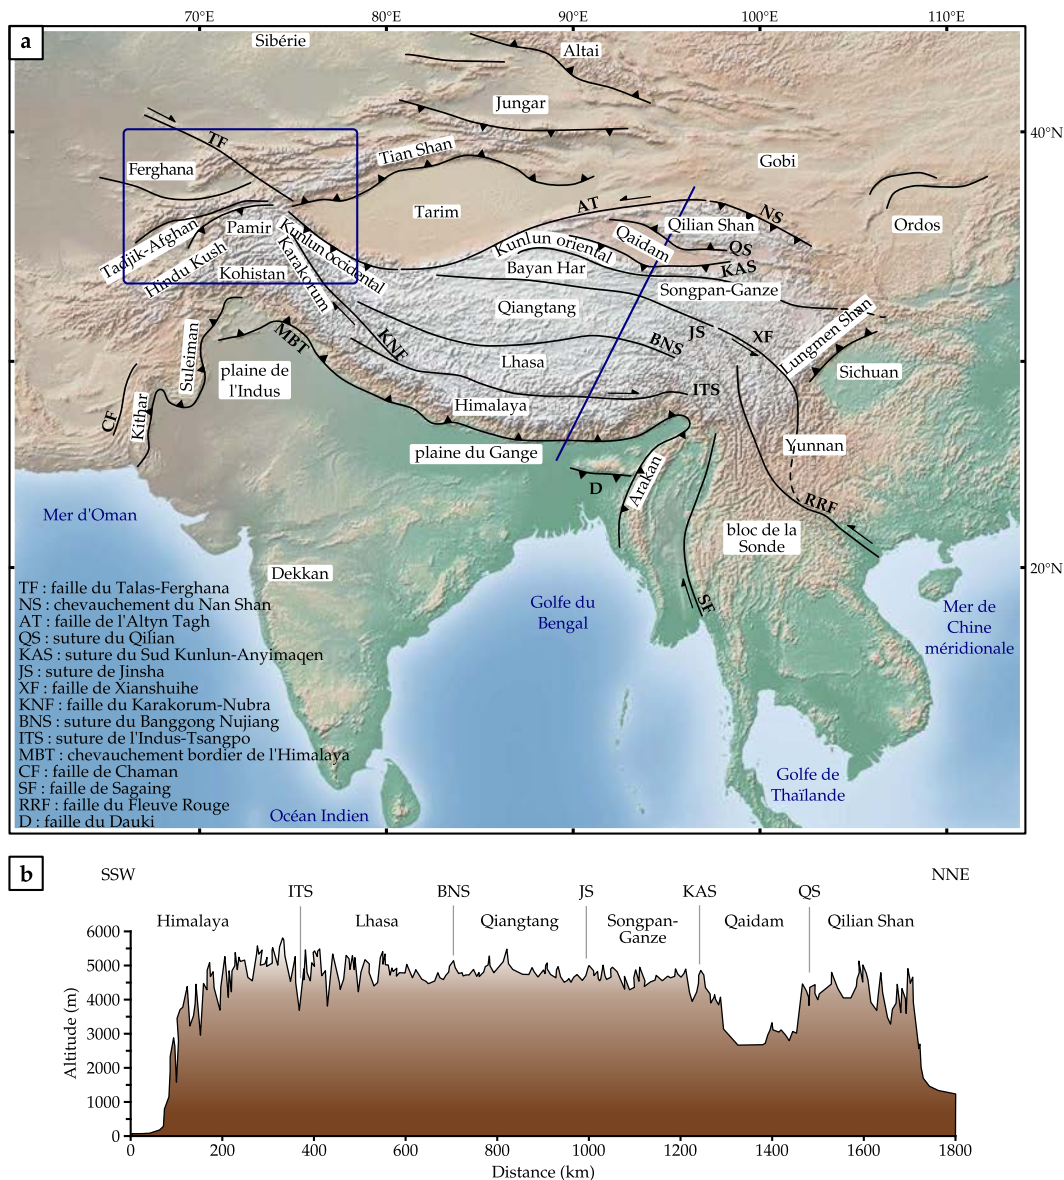 70°E
80°E
90°E
100°E
110°E
a
Sibérie
Altai
Jungar
40°N
TF
Tian Shan
Gobi
Ferghana
Tarim
AT
NS
Qilian Shan
Ordos
Pamir
Tadjik-Afghan
Hindu Kush
Kunlun occidental
Karakorum
Kohistan
Kunlun oriental
Qaidam
QS
KAS
Bayan Har
Songpan-Ganze
Qiangtang
JS
XF
Lungmen Shan
MBT
KNF
BNS
Suleiman
plaine de
l'Indus
Lhasa
Sichuan
ITS
CF
Kithar
Himalaya
plaine du Gange
Yunnan
D
Arakan
RRF
bloc de la
Sonde
Mer d'Oman
Dekkan
20°N
SF
Golfe du
Bengal
Mer de
Chine
méridionale
Golfe de
Thaïlande
Océan Indien
TF : faille du Talas-Ferghana
NS : chevauchement du Nan Shan
AT : faille de l'Altyn Tagh
QS : suture du Qilian
KAS : suture du Sud Kunlun-Anyimaqen
JS : suture de Jinsha
XF : faille de Xianshuihe
KNF : faille du Karakorum-Nubra
BNS : suture du Banggong Nujiang
ITS : suture de l'Indus-Tsangpo
MBT : chevauchement bordier de l'Himalaya
CF : faille de Chaman
SF : faille de Sagaing
RRF : faille du Fleuve Rouge
D : faille du Dauki
b
SSW
NNE
ITS
BNS
JS
KAS
QS
Himalaya
Lhasa
Qiangtang
Songpan-
Ganze
Qaidam
Qilian Shan
Altitude (m)
6000
5000
4000
3000
2000
1000
0
0
200
400
600
800
1000
1200
1400
1600
1800
Distance (km)